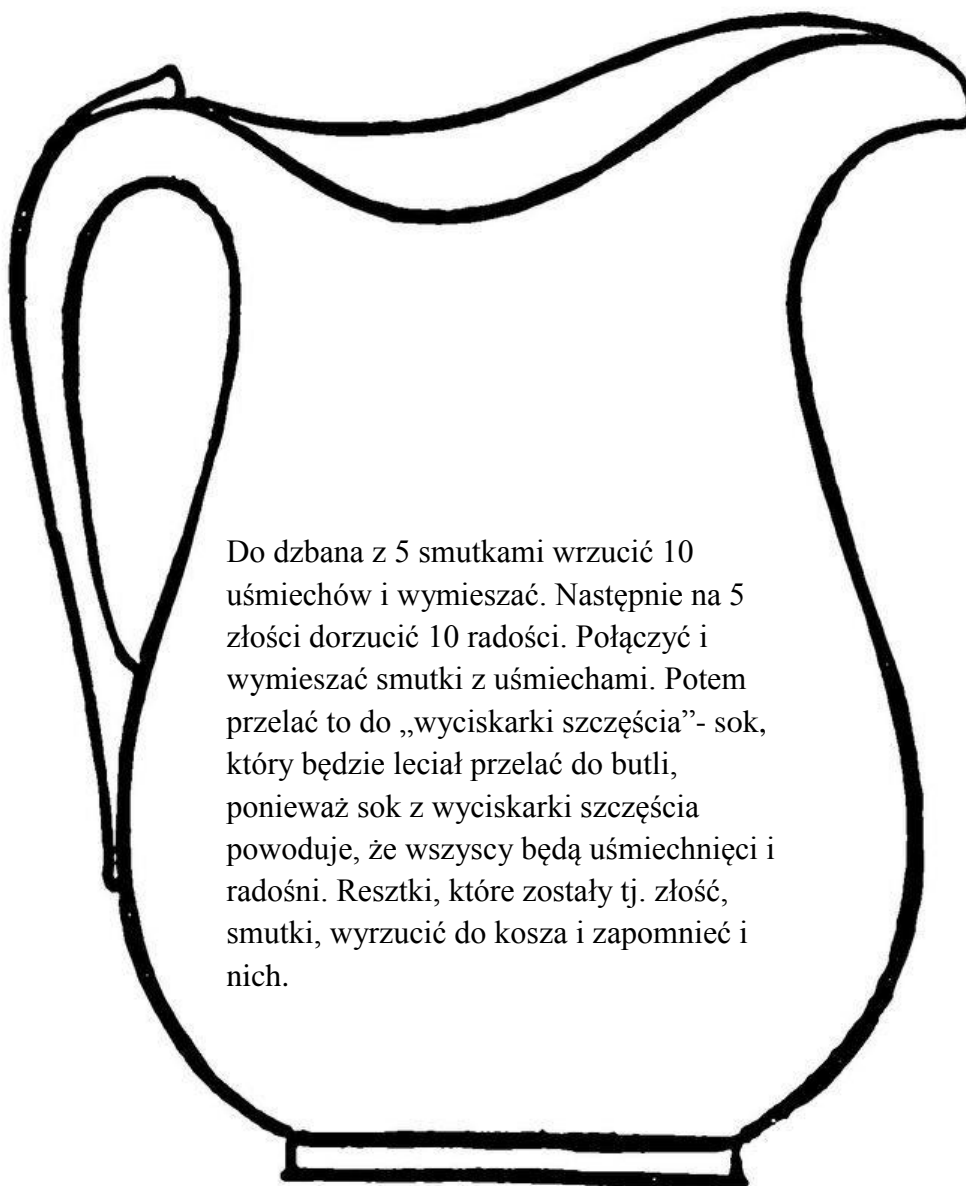 Do dzbana z 5 smutkami wrzucić 10
uśmiechów i wymieszać. Następnie na 5
złości dorzucić 10 radości. Połączyć i
wymieszać smutki z uśmiechami. Potem
przelać to do „wyciskarki szczęścia”- sok,
który będzie leciał przelać do butli,
ponieważ sok z wyciskarki szczęścia
powoduje, że wszyscy będą uśmiechnięci i
radośni. Resztki, które zostały tj. złość,
smutki, wyrzucić do kosza i zapomnieć i
nich.